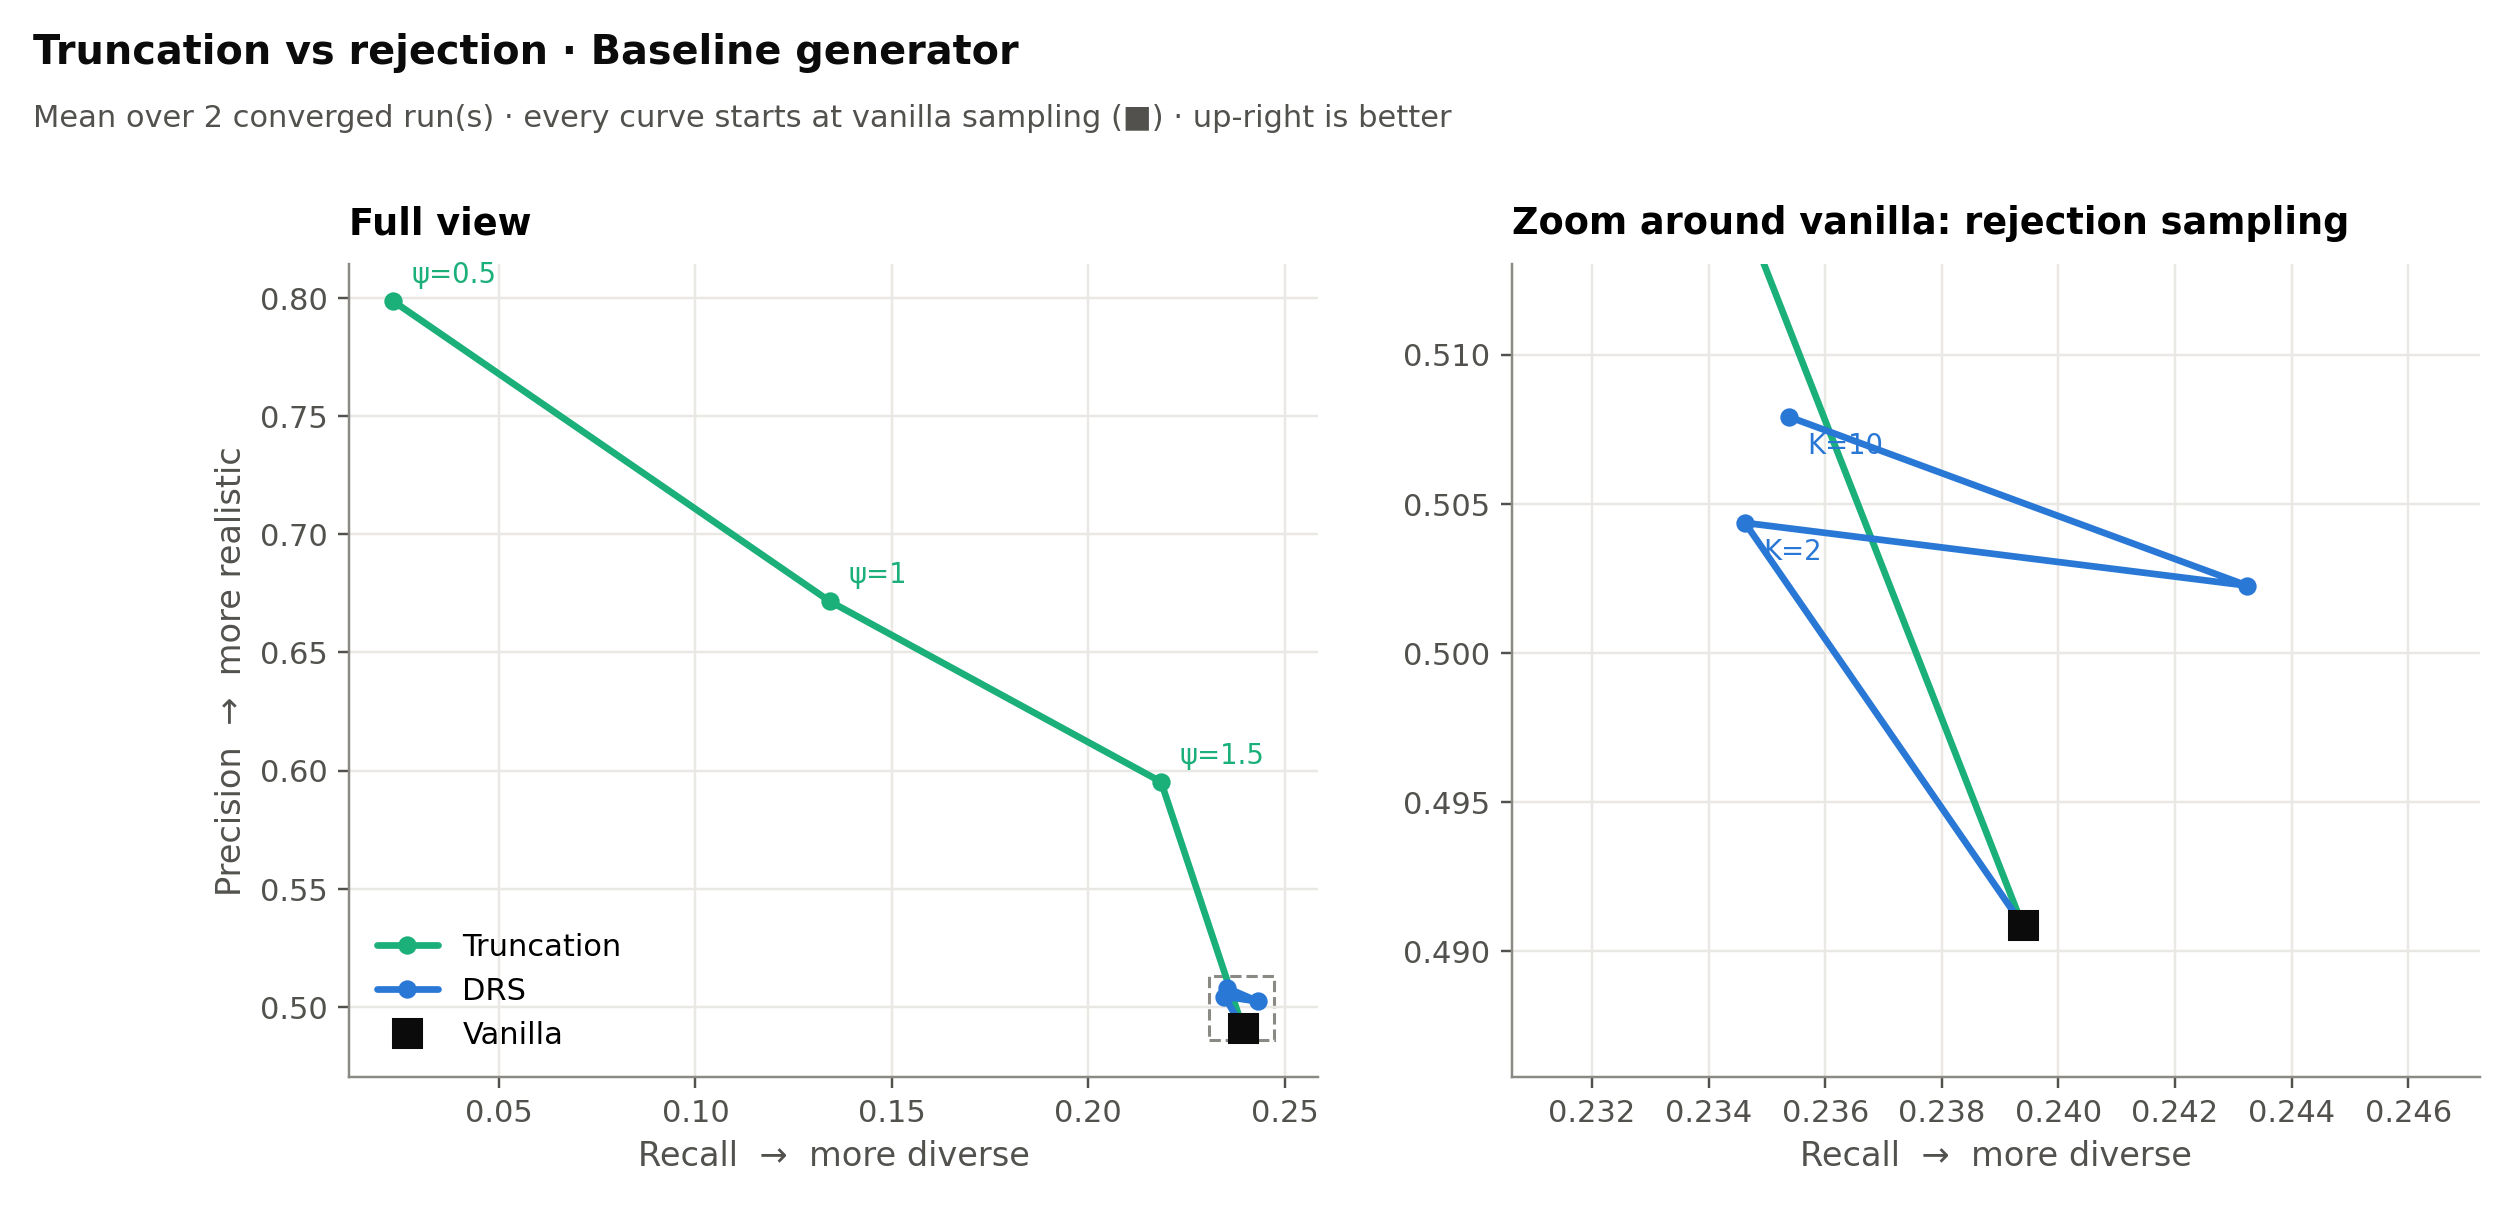 Truncation vs rejection · Baseline generator
Mean over 2 converged run(s) · every curve starts at vanilla sampling (■) · up-right is better
Full view
Precision → more realistic
0.80
0.75
0.70
0.65
0.60
0.55
0.50
ψ=0.5
ψ=1
ψ=1.5
Truncation
DRS
Vanilla
0.05 0.10 0.15 0.20 0.25
Recall → more diverse
Zoom around vanilla: rejection sampling
0.510
0.505
0.500
0.495
0.490
K=10
K=2
0.232 0.234 0.236 0.238 0.240 0.242 0.244 0.246
Recall → more diverse